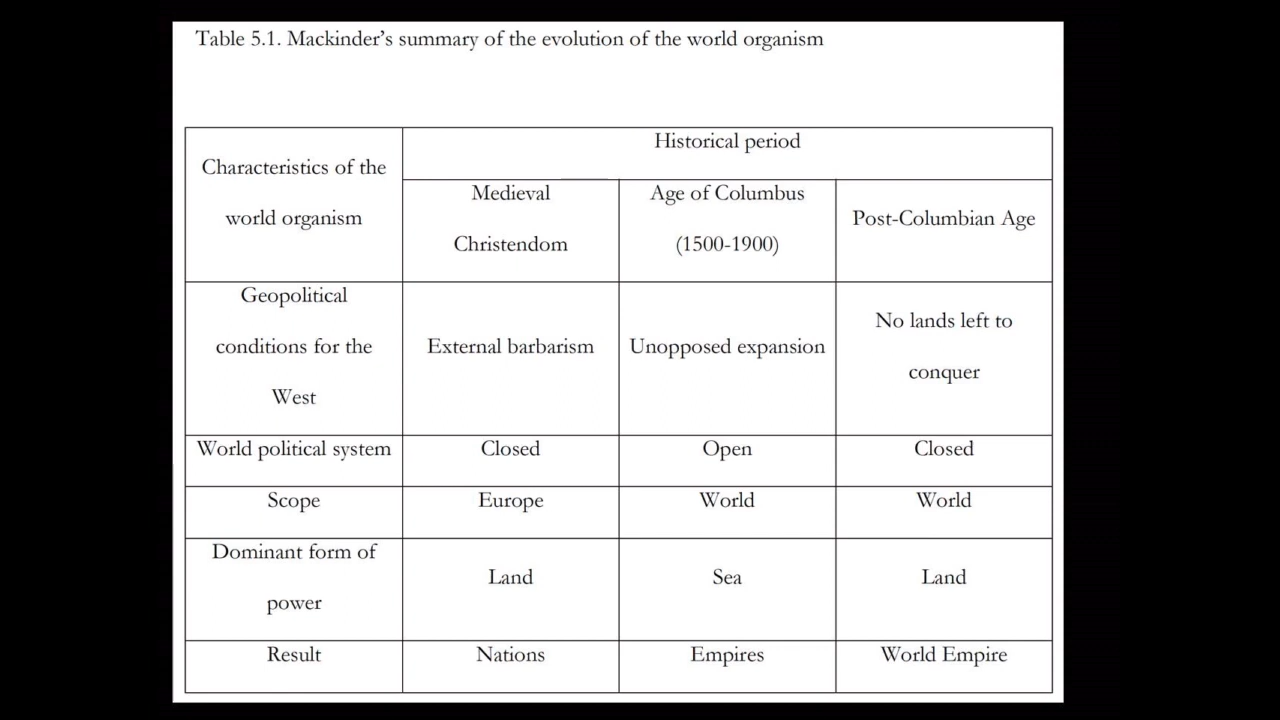 Table 5.1. Mackinder’s summary of the evolution of the world organism
Characteristics of the
world organism
Historical period
Medieval
Christendom
Age of Columbus
(1500-1900)
Post-Columbian Age
Geopolitical
conditions for the
West
External barbarism
Unopposed expansion
No lands left to
conquer
World political system
Closed
Open
Closed
Scope
Europe
World
World
Dominant form of
power
Land
Sea
Land
Result
Nations
Empires
World Empire